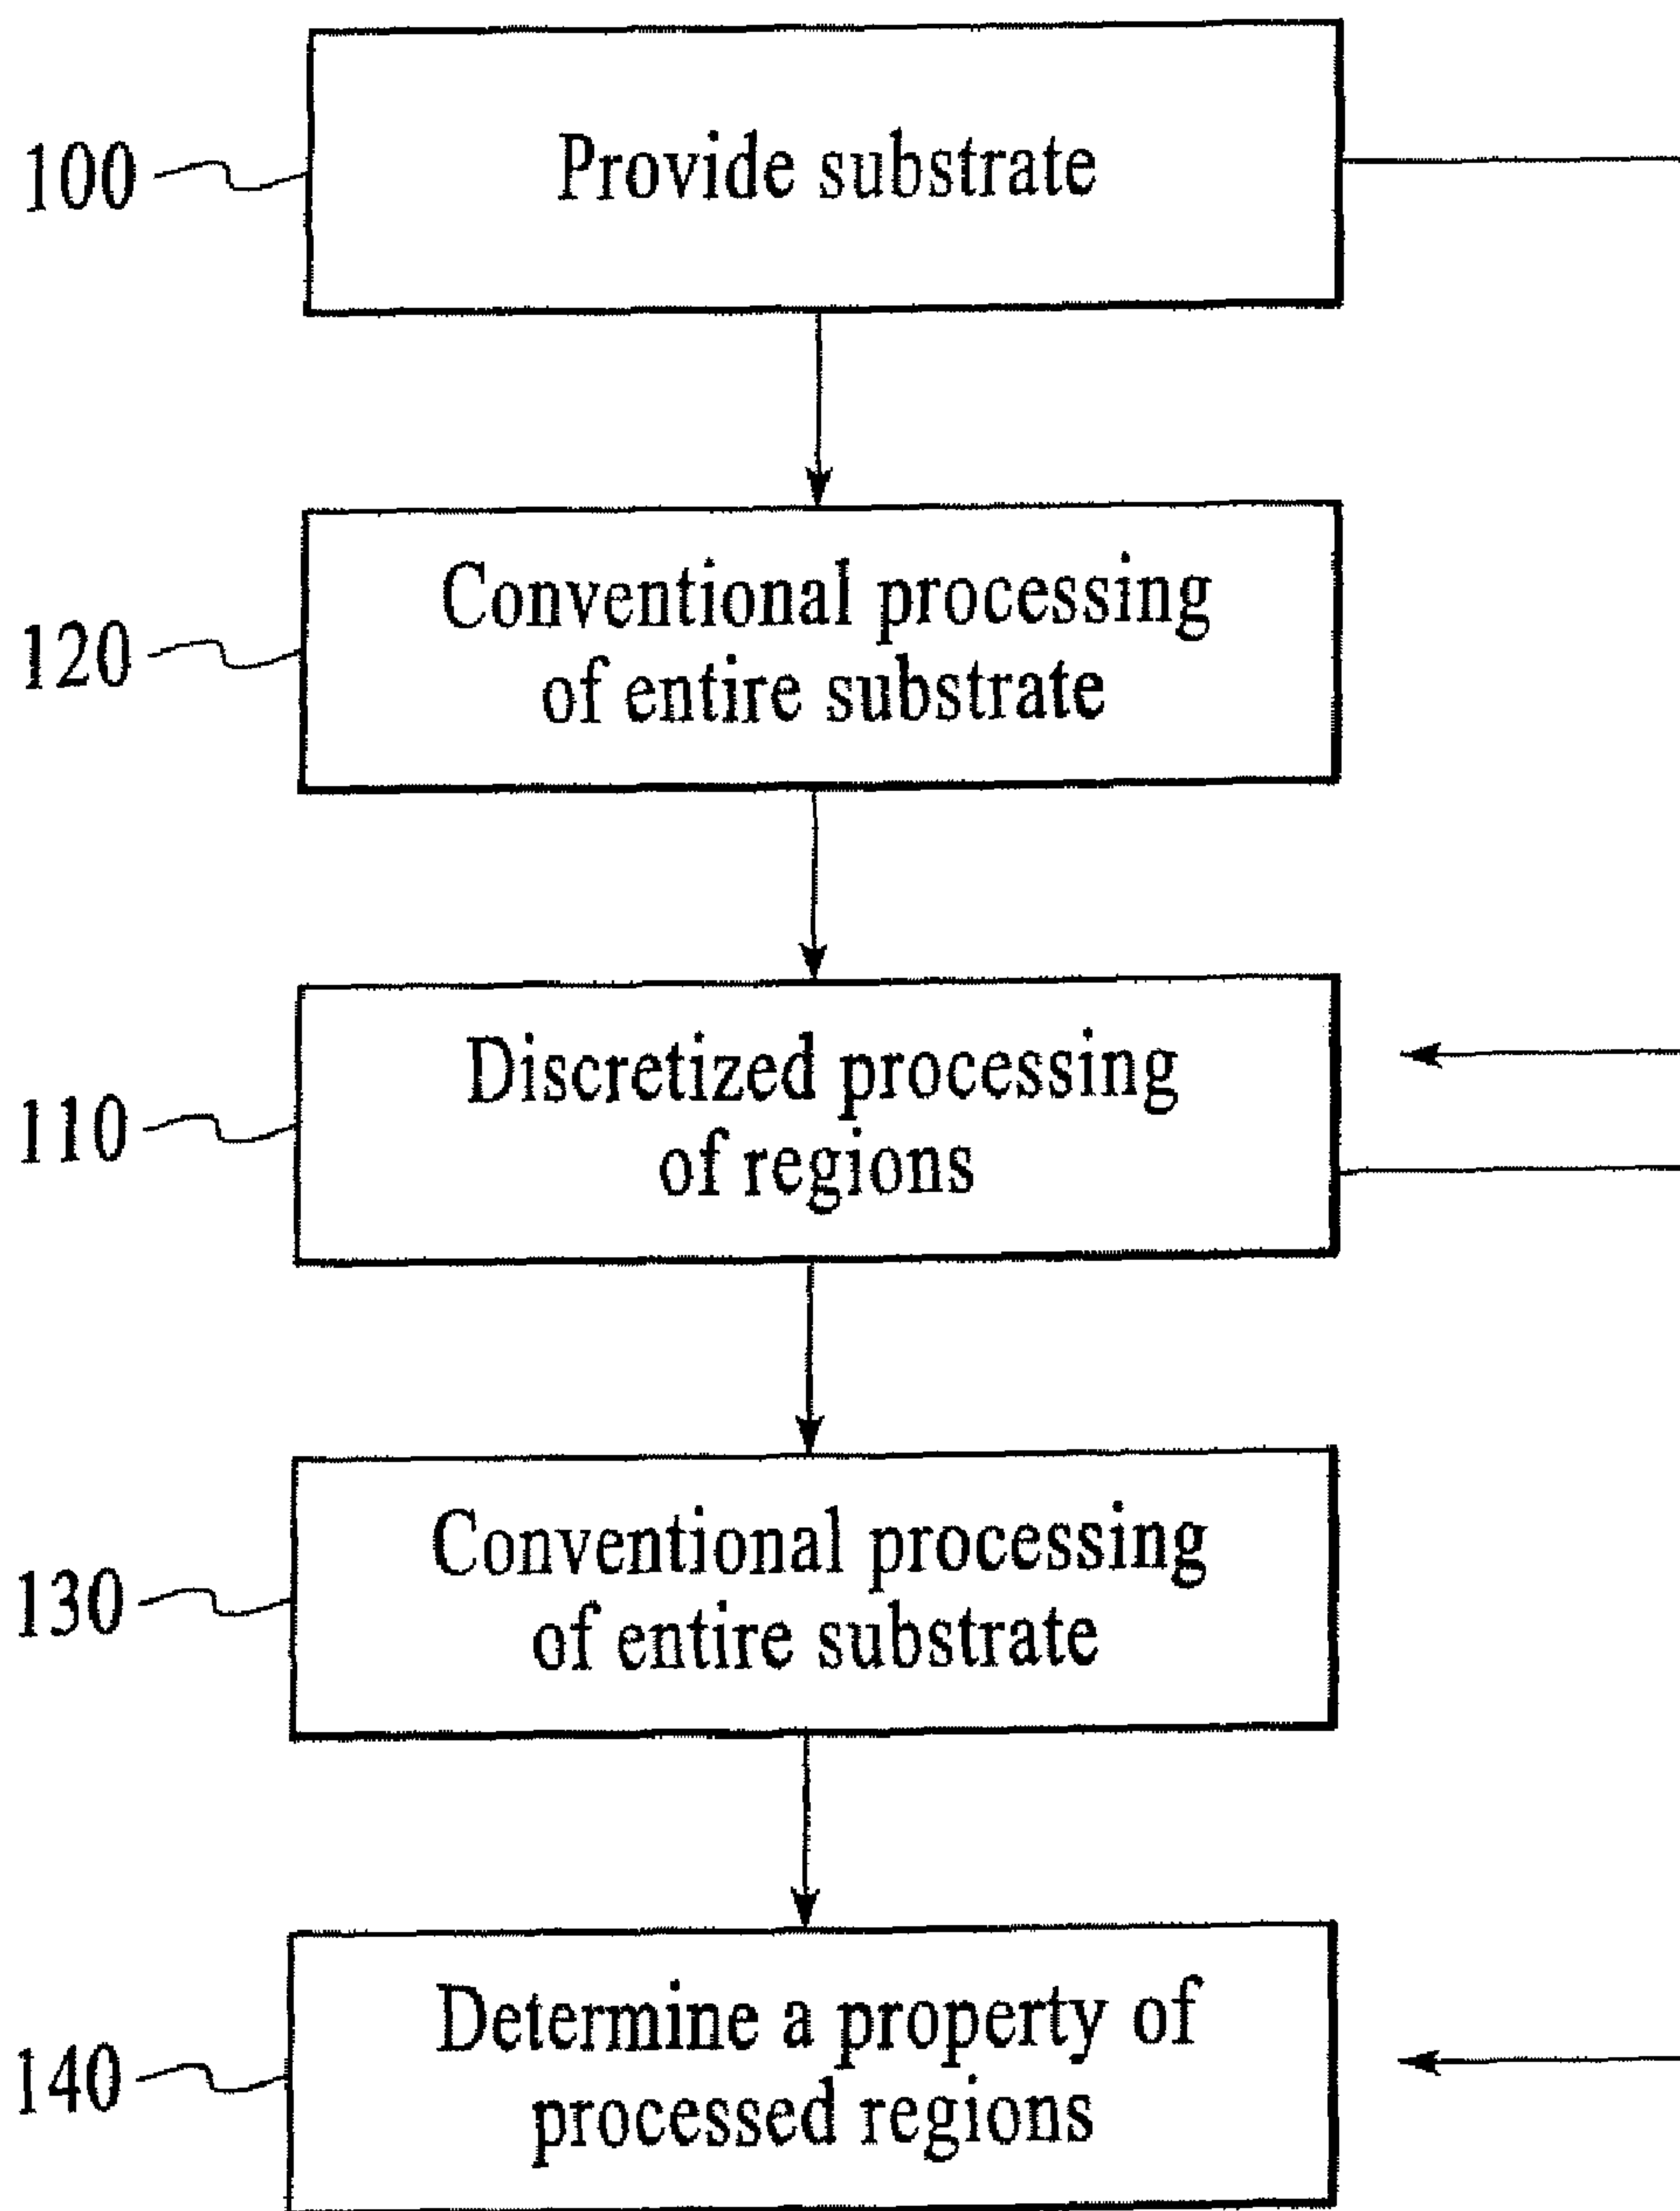 100
Provide substrate
120
Conventional processing
of entire substrate
110
Discretized processing
of regions
130
Conventional processing
of entire substrate
140
Determine a property of
processed regions